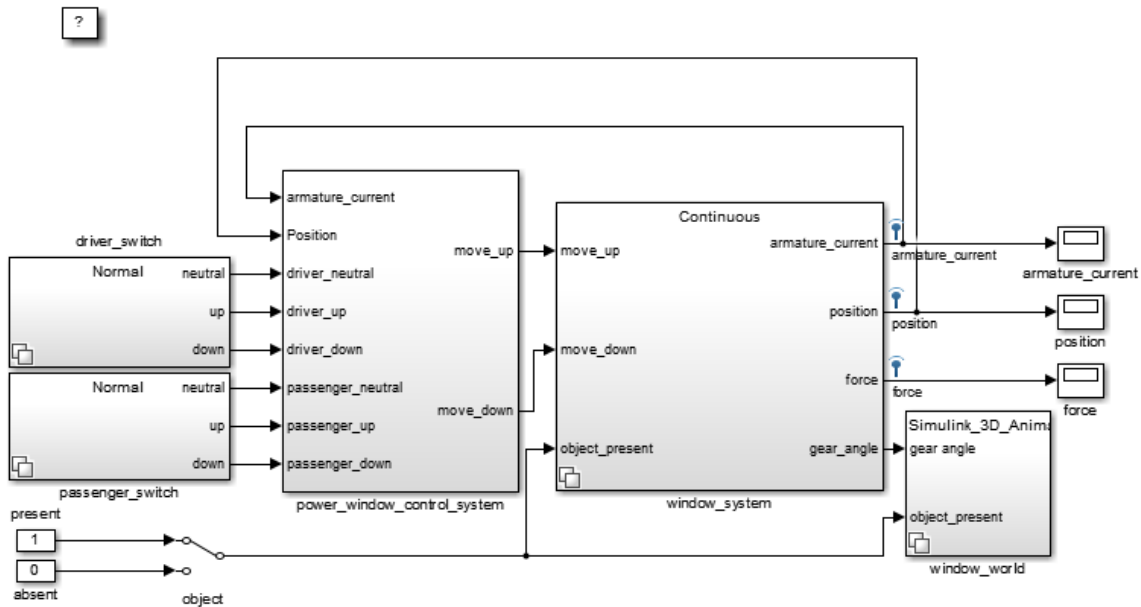 ?
driver_switch
Normal
neutral
up
down
Normal
neutral
up
down
passenger_switch
present
1
0
absent
object
armature_current
Position
driver_neutral
driver_up
driver_down
passenger_neutral
passenger_up
passenger_down
move_up
move_down
power_window_control_system
Continuous
move_up
move_down
object_present
armature_current
position
force
gear_angle
window_system
armature_current
position
force
armature_current
position
force
Simulink_3D_Anima
gear angle
object_present
window_world